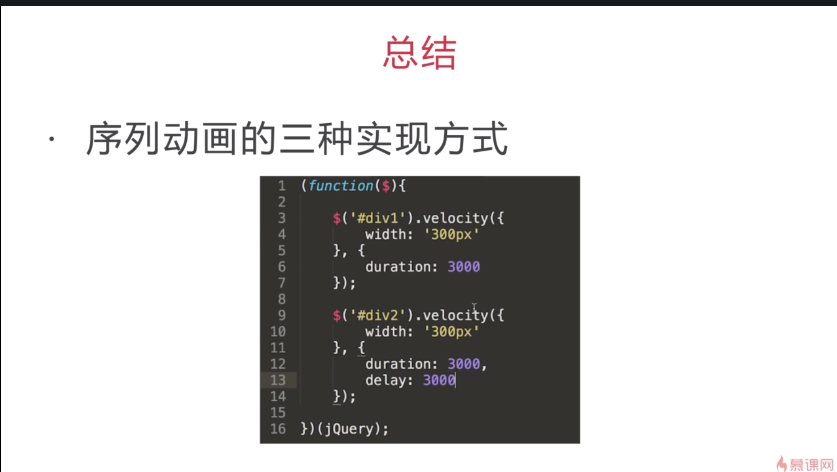 总结
· 序列动画的三种实现方式
1 (function($){
2
3     $('#div1').velocity({
4         width: '300px'
5     }, {
6         duration: 3000
7     });
8
9     $('#div2').velocity({
10         width: '300px'
11     }, {
12         duration: 3000,
13         delay: 3000
14     });
15
16 })(jQuery);
慕课网